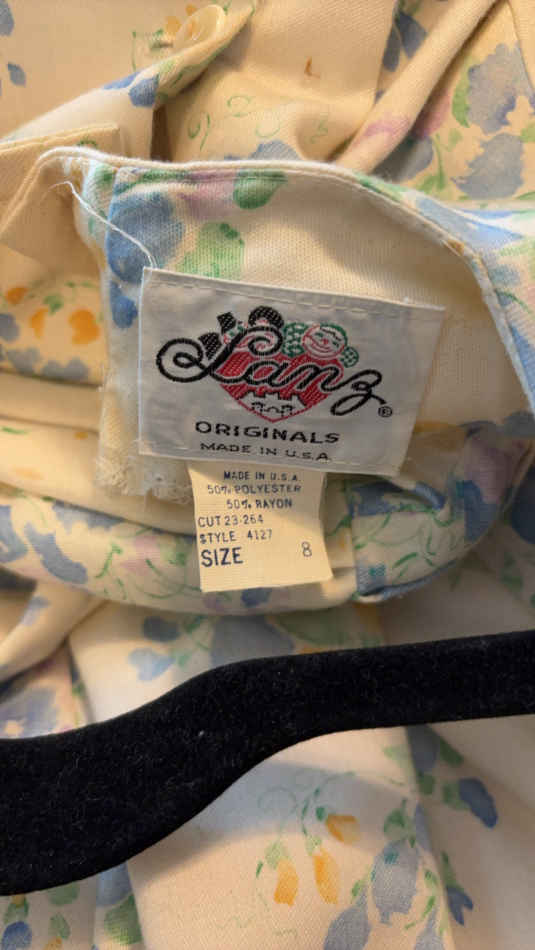 Lanz®
ORIGINALS
MADE IN U.S.A.
MADE IN U.S.A.
50% POLYESTER
50% RAYON
CUT 23-264
STYLE 4127
SIZE 8